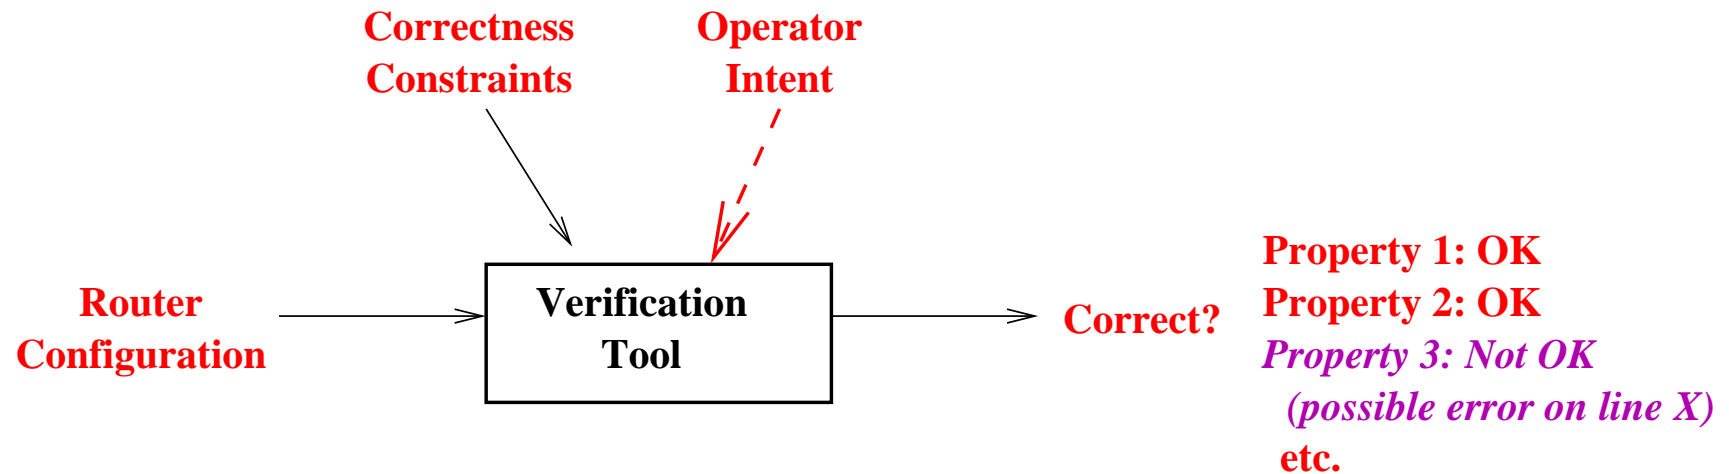 Correctness
Constraints
Operator
Intent
Router
Configuration
Verification
Tool
Correct?
Property 1: OK
Property 2: OK
Property 3: Not OK
(possible error on line X)
etc.